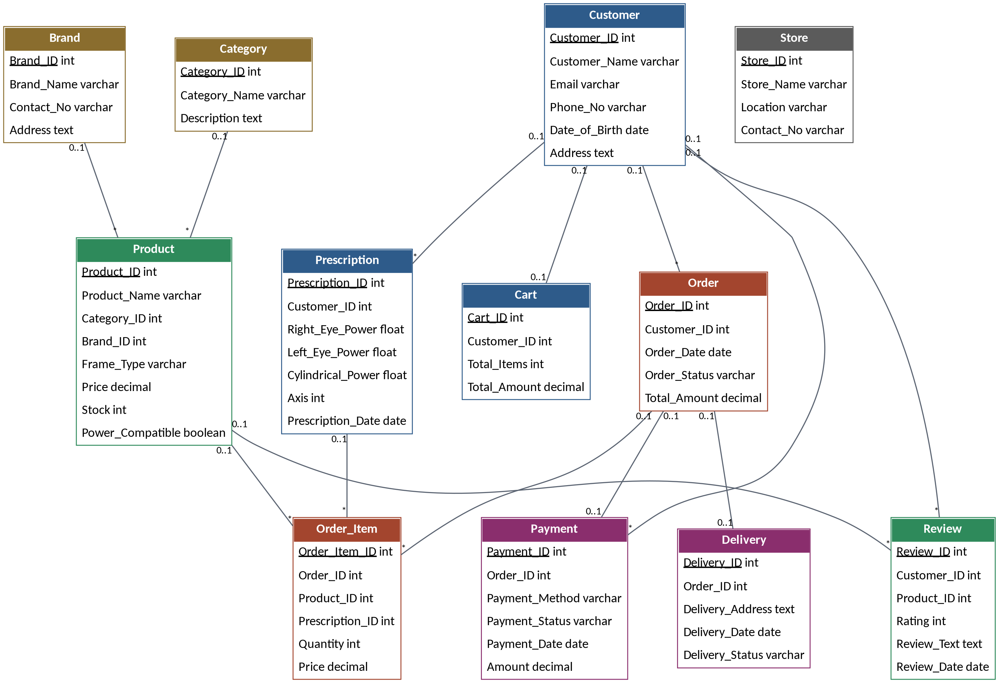 Brand
Brand_ID int
Brand_Name varchar
Contact_No varchar
Address text
0..1
*
Category
Category_ID int
Category_Name varchar
Description text
0..1
*
Customer
Customer_ID int
Customer_Name varchar
Email varchar
Phone_No varchar
Date_of_Birth date
Address text
0..1
0..1
0..1
0..1
0..1
Store
Store_ID int
Store_Name varchar
Location varchar
Contact_No varchar
Product
Product_ID int
Product_Name varchar
Category_ID int
Brand_ID int
Frame_Type varchar
Price decimal
Stock int
Power_Compatible boolean
0..1
0..1
*
Prescription
Prescription_ID int
Customer_ID int
Right_Eye_Power float
Left_Eye_Power float
Cylindrical_Power float
Axis int
Prescription_Date date
0..1
0..1
Cart
Cart_ID int
Customer_ID int
Total_Items int
Total_Amount decimal
*
Order
Order_ID int
Customer_ID int
Order_Date date
Order_Status varchar
Total_Amount decimal
0..1
0..1
0..1
*
*
*
Order_Item
Order_Item_ID int
Order_ID int
Product_ID int
Prescription_ID int
Quantity int
Price decimal
0..1
*
Payment
Payment_ID int
Order_ID int
Payment_Method varchar
Payment_Status varchar
Payment_Date date
Amount decimal
0..1
Delivery
Delivery_ID int
Order_ID int
Delivery_Address text
Delivery_Date date
Delivery_Status varchar
*
*
Review
Review_ID int
Customer_ID int
Product_ID int
Rating int
Review_Text text
Review_Date date